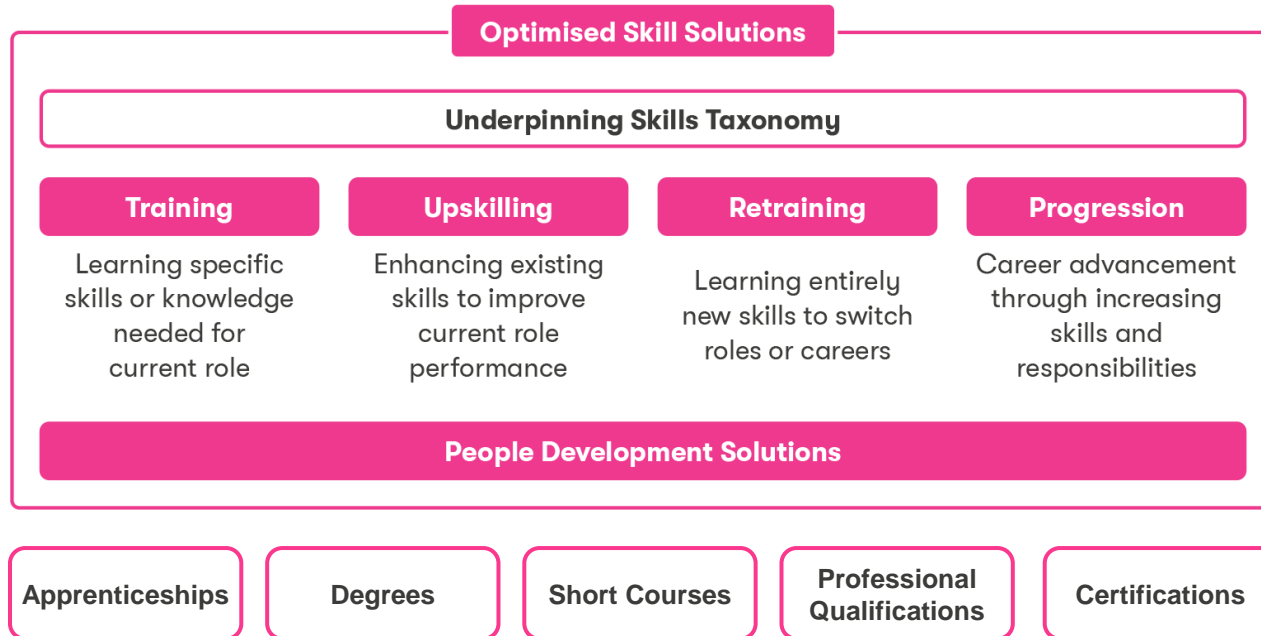 Optimised Skill Solutions
Underpinning Skills Taxonomy
Training
Learning specific
skills or knowledge
needed for
current role
Upskilling
Enhancing existing
skills to improve
current role
performance
Retraining
Learning entirely
new skills to switch
roles or careers
Progression
Career advancement
through increasing
skills and
responsibilities
People Development Solutions
Apprenticeships
Degrees
Short Courses
Professional
Qualifications
Certifications